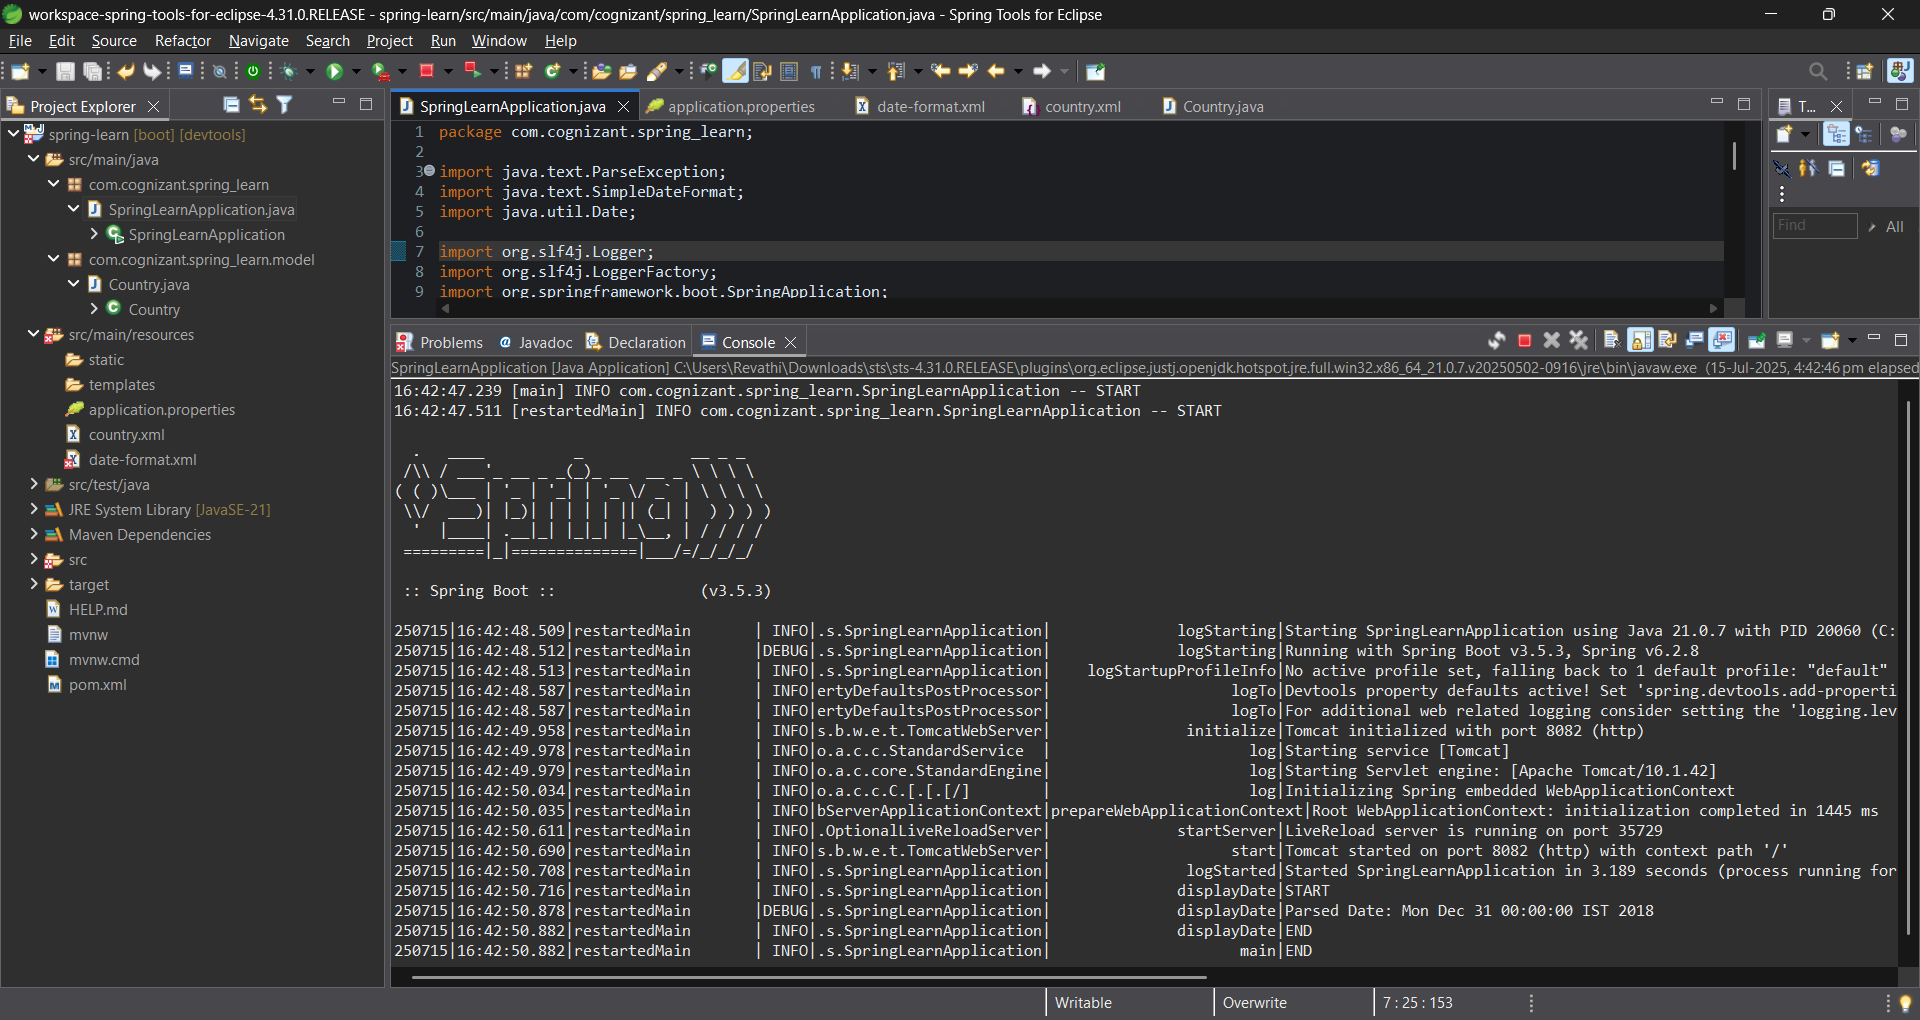 workspace-spring-tools-for-eclipse-4.31.0.RELEASE - spring-learn/src/main/java/com/cognizant/spring_learn/SpringLearnApplication.java - Spring Tools for Eclipse
File Edit Source Refactor Navigate Search Project Run Window Help
Project Explorer
spring-learn [boot] [devtools]
src/main/java
com.cognizant.spring_learn
SpringLearnApplication.java
SpringLearnApplication
com.cognizant.spring_learn.model
Country.java
Country
src/main/resources
static
templates
application.properties
country.xml
date-format.xml
src/test/java
JRE System Library [JavaSE-21]
Maven Dependencies
src
target
HELP.md
mvnw
mvnw.cmd
pom.xml
SpringLearnApplication.java application.properties date-format.xml country.xml Country.java
1 package com.cognizant.spring_learn;
2
3 import java.text.ParseException;
4 import java.text.SimpleDateFormat;
5 import java.util.Date;
6
7 import org.slf4j.Logger;
8 import org.slf4j.LoggerFactory;
9 import org.springframework.boot.SpringApplication;
T...
Find All
Problems Javadoc Declaration Console
SpringLearnApplication [Java Application] C:\Users\Revathi\Downloads\sts\sts-4.31.0.RELEASE\plugins\org.eclipse.justj.openjdk.hotspot.jre.full.win32.x86_64_21.0.7.v20250502-0916\jre\bin\javaw.exe (15-Jul-2025, 4:42:46 pm elapsed
16:42:47.239 [main] INFO com.cognizant.spring_learn.SpringLearnApplication -- START
16:42:47.511 [restartedMain] INFO com.cognizant.spring_learn.SpringLearnApplication -- START
Spring
:: Spring Boot :: (v3.5.3)
250715|16:42:48.509|restartedMain | INFO|.s.SpringLearnApplication| logStarting|Starting SpringLearnApplication using Java 21.0.7 with PID 20060 (C:
250715|16:42:48.512|restartedMain |DEBUG|.s.SpringLearnApplication| logStarting|Running with Spring Boot v3.5.3, Spring v6.2.8
250715|16:42:48.513|restartedMain | INFO|.s.SpringLearnApplication| logStartupProfileInfo|No active profile set, falling back to 1 default profile: "default"
250715|16:42:48.587|restartedMain | INFO|ertyDefaultsPostProcessor| logTo|Devtools property defaults active! Set 'spring.devtools.add-properti
250715|16:42:48.587|restartedMain | INFO|ertyDefaultsPostProcessor| logTo|For additional web related logging consider setting the 'logging.lev
250715|16:42:49.958|restartedMain | INFO|s.b.w.e.t.TomcatWebServer| initialize|Tomcat initialized with port 8082 (http)
250715|16:42:49.978|restartedMain | INFO|o.a.c.c.StandardService | log|Starting service [Tomcat]
250715|16:42:49.979|restartedMain | INFO|o.a.c.core.StandardEngine| log|Starting Servlet engine: [Apache Tomcat/10.1.42]
250715|16:42:50.034|restartedMain | INFO|o.a.c.c.C.[.[.[/] | log|Initializing Spring embedded WebApplicationContext
250715|16:42:50.035|restartedMain | INFO|bServerApplicationContext|prepareWebApplicationContext|Root WebApplicationContext: initialization completed in 1445 ms
250715|16:42:50.611|restartedMain | INFO|.OptionalLiveReloadServer| startServer|LiveReload server is running on port 35729
250715|16:42:50.690|restartedMain | INFO|s.b.w.e.t.TomcatWebServer| start|Tomcat started on port 8082 (http) with context path '/'
250715|16:42:50.708|restartedMain | INFO|.s.SpringLearnApplication| logStarted|Started SpringLearnApplication in 3.189 seconds (process running for
250715|16:42:50.716|restartedMain | INFO|.s.SpringLearnApplication| displayDate|START
250715|16:42:50.878|restartedMain |DEBUG|.s.SpringLearnApplication| displayDate|Parsed Date: Mon Dec 31 00:00:00 IST 2018
250715|16:42:50.882|restartedMain | INFO|.s.SpringLearnApplication| displayDate|END
250715|16:42:50.882|restartedMain | INFO|.s.SpringLearnApplication| main|END
Writable Overwrite 7 : 25 : 153